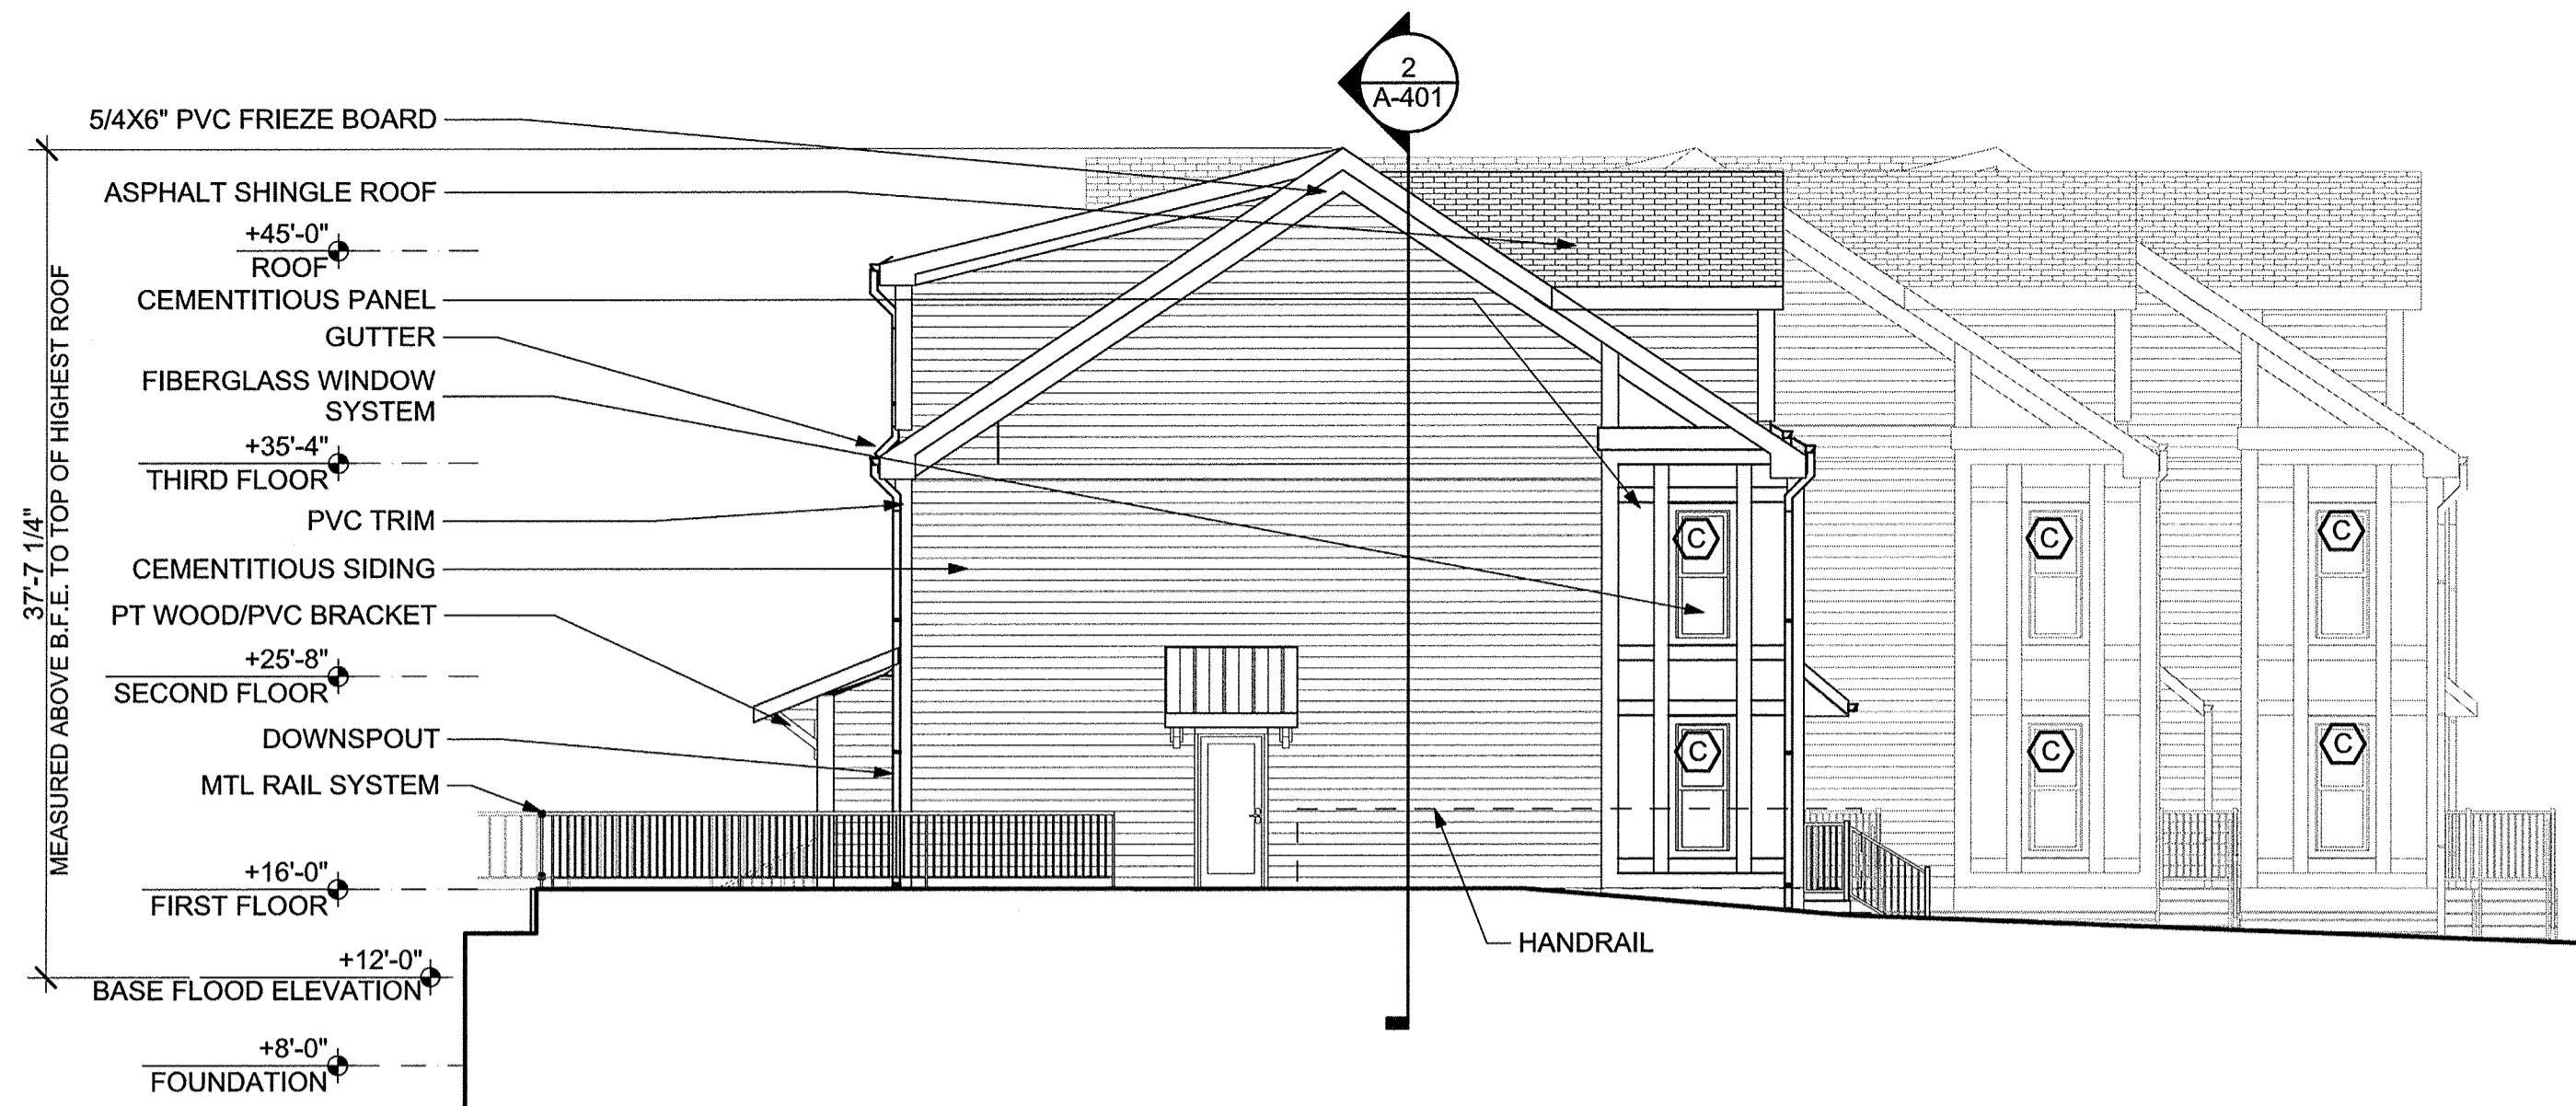 2
A-401
5/4X6" PVC FRIEZE BOARD
ASPHALT SHINGLE ROOF
+45'-0"
ROOF
CEMENTITIOUS PANEL
GUTTER
FIBERGLASS WINDOW
SYSTEM
+35'-4"
THIRD FLOOR
PVC TRIM
CEMENTITIOUS SIDING
PT WOOD/PVC BRACKET
+25'-8"
SECOND FLOOR
DOWNSPOUT
MTL RAIL SYSTEM
+16'-0"
FIRST FLOOR
+12'-0"
BASE FLOOD ELEVATION
+8'-0"
FOUNDATION
37'-7 1/4"
MEASURED ABOVE B.F.E. TO TOP OF HIGHEST ROOF
C
C
C
C
C
C
HANDRAIL